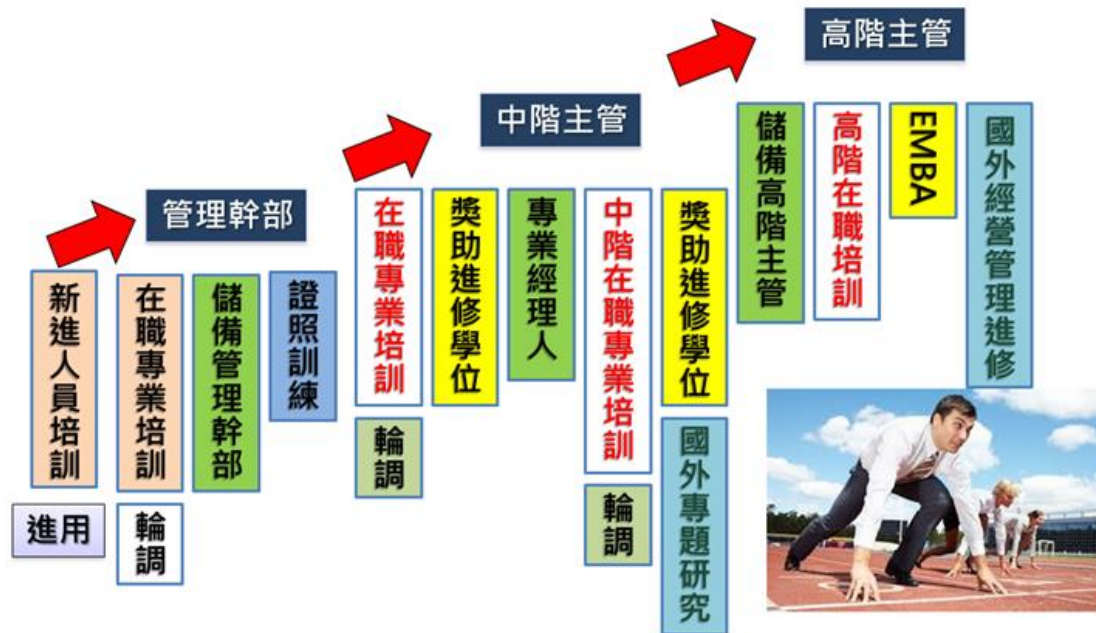 高階主管
中階主管
管理幹部
新進人員培訓
進用
在職專業培訓
輪調
儲備管理幹部
證照訓練
在職專業培訓
輪調
獎助進修學位
專業經理人
中階在職專業培訓
輪調
獎助進修學位
國外專題研究
儲備高階主管
高階在職培訓
EMBA
國外經營管理進修